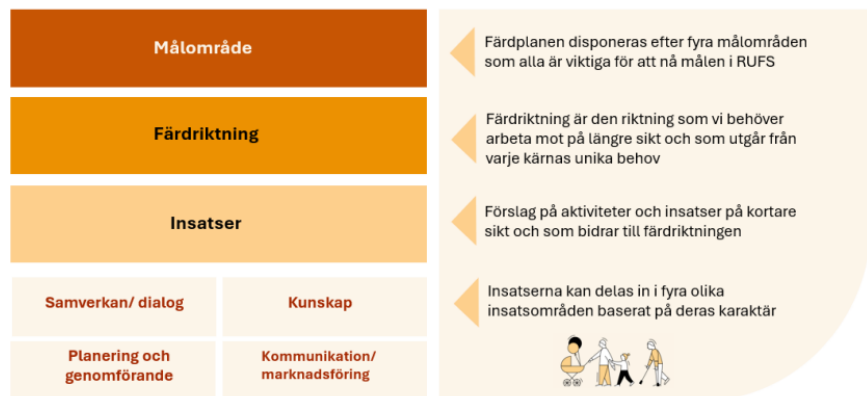 Målområde
Färdplanen disponeras efter fyra målområden
som alla är viktiga för att nå målen i RUFS
Färdriktning
Färdriktning är den riktning som vi behöver
arbeta mot på längre sikt och som utgår från
varje kärnas unika behov
Insatser
Förslag på aktiviteter och insatser på kortare
sikt och som bidrar till färdriktningen
Samverkan/ dialog
Kunskap
Planering och
genomförande
Kommunikation/
marknadsföring
Insatserna kan delas in i fyra olika
insatsområden baserat på deras karaktär